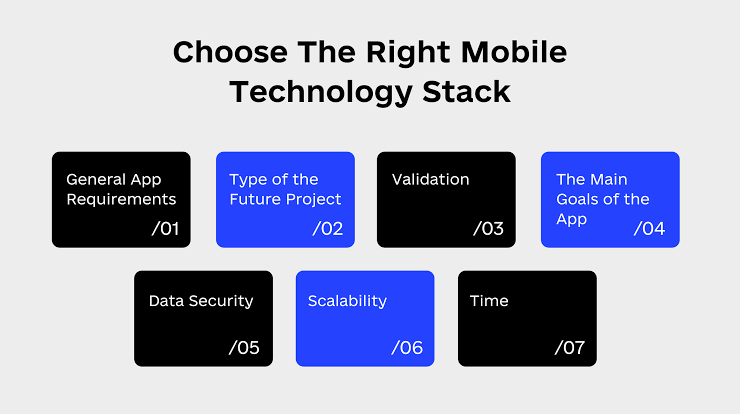 Choose The Right Mobile
Technology Stack
General App
Requirements
/01
Type of the
Future Project
/02
Validation
/03
The Main
Goals of the
App
/04
Data Security
/05
Scalability
/06
Time
/07